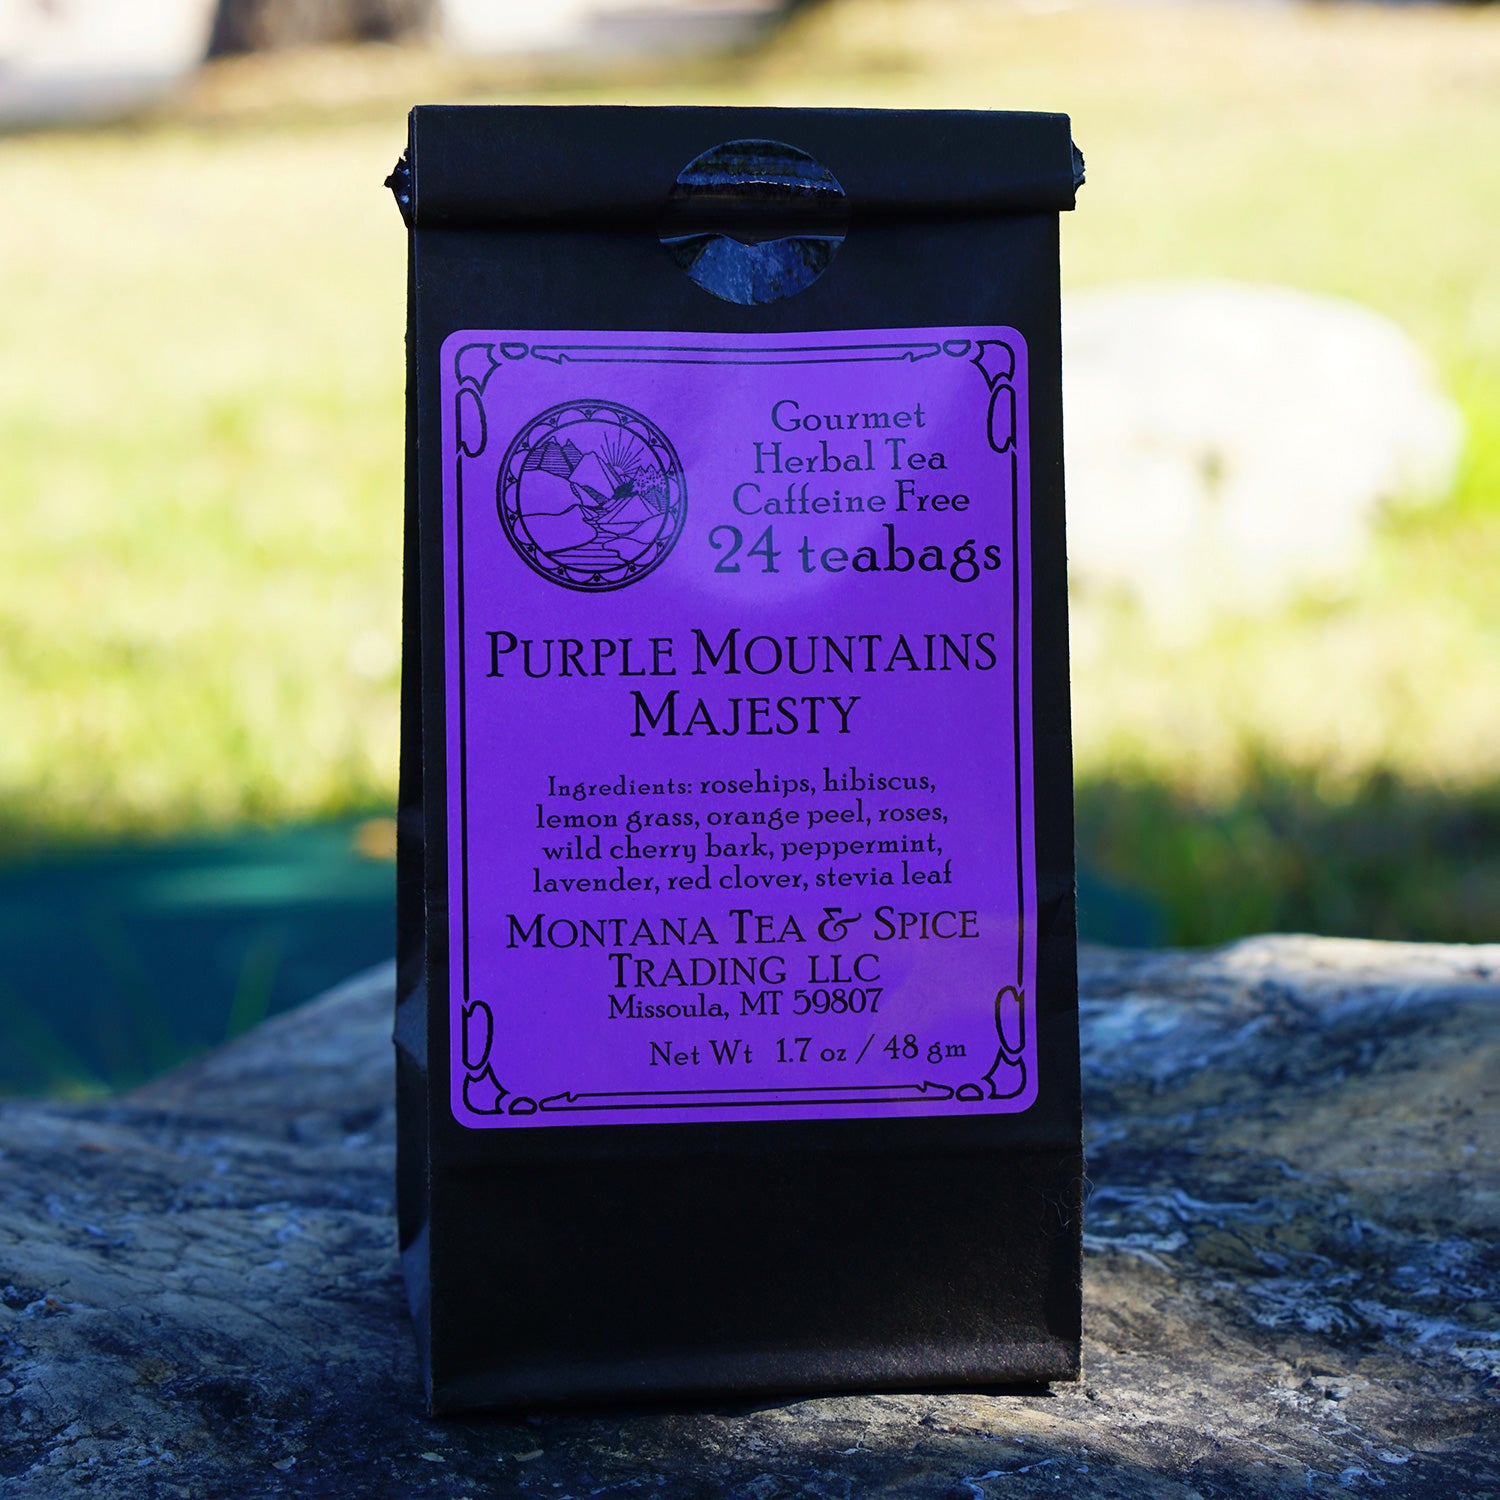 Gourmet
Herbal Tea
Caffeine Free
24 teabags
PURPLE MOUNTAINS
MAJESTY
Ingredients: rosehips, hibiscus,
lemon grass, orange peel, roses,
wild cherry bark, peppermint,
lavender, red clover, stevia leaf
MONTANA TEA & SPICE
TRADING LLC
Missoula, MT 59807
Net Wt 1.7 oz / 48 gm